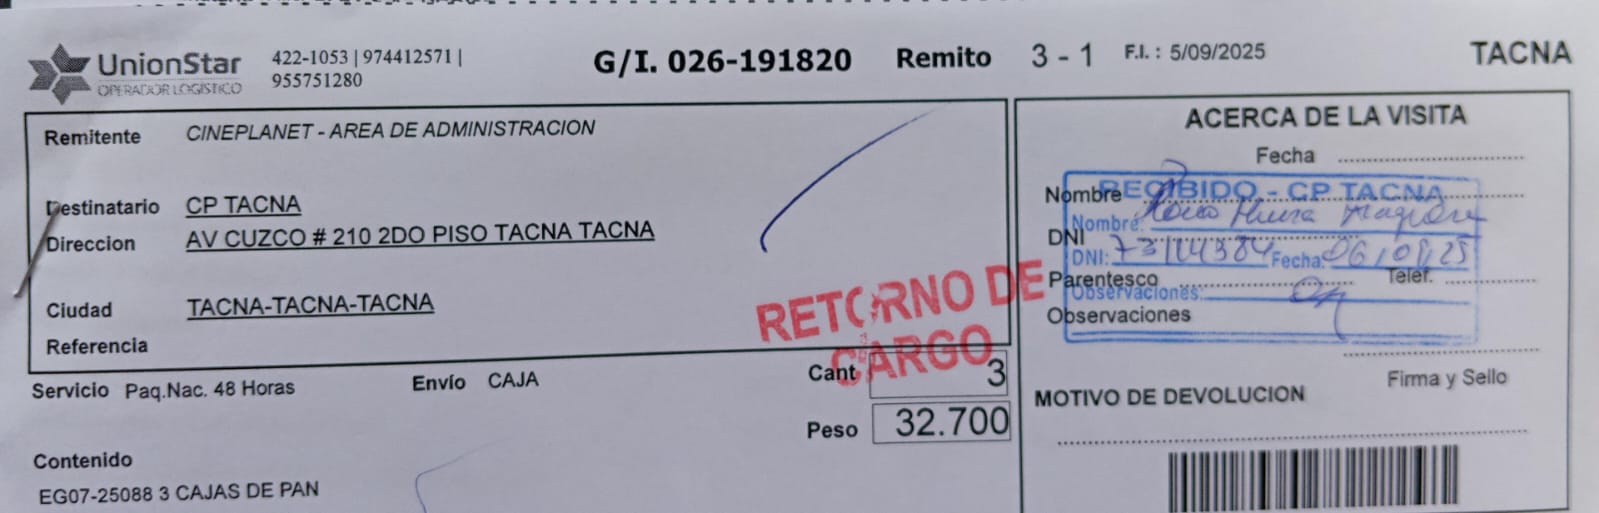 UnionStar
OPERADOR LOGÍSTICO
422-1053 | 974412571 |
955751280
G/I. 026-191820 Remito 3 - 1 F.I. : 5/09/2025 TACNA
Remitente CINEPLANET - AREA DE ADMINISTRACION
Destinatario CP TACNA
Direccion AV CUZCO # 210 2DO PISO TACNA TACNA
Ciudad TACNA-TACNA-TACNA
Referencia
RETORNO DE
CARGO
Servicio Paq.Nac. 48 Horas Envío CAJA Cant 3
Peso 32.700
Contenido
EG07-25088 3 CAJAS DE PAN
ACERCA DE LA VISITA
Fecha
Nombre
DNI
Parentesco Telef.
Observaciones
RECIBIDO - CP TACNA
Nombre:
DNI: Fecha:
Observaciones:
Firma y Sello
MOTIVO DE DEVOLUCION